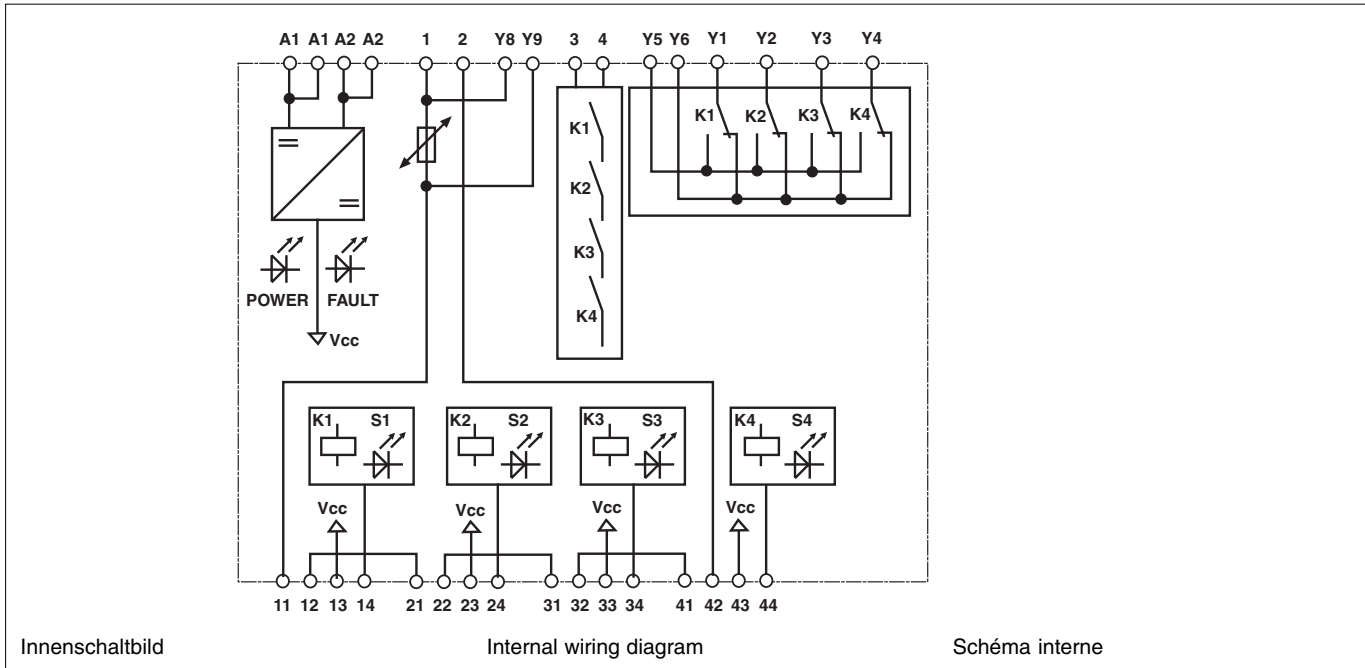 A1 A1 A2 A2 1 2 Y8 Y9 3 4 Y5 Y6 Y1 Y2 Y3 Y4
K1 K2 K3 K4
K1
K2
K3
K4
POWER FAULT
Vcc
K1 S1 K2 S2 K3 S3 K4 S4
Vcc Vcc Vcc Vcc
11 12 13 14 21 22 23 24 31 32 33 34 41 42 43 44
Innenschaltbild Internal wiring diagram Schéma interne